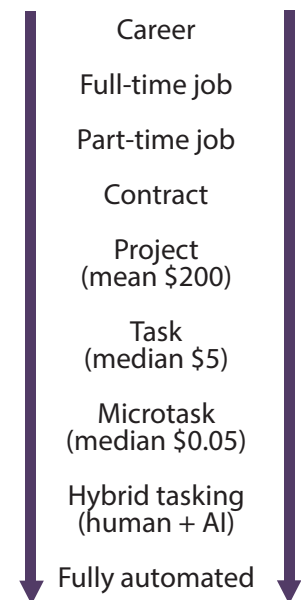 Career
Full-time job
Part-time job
Contract
Project
(mean $200)
Task
(median $5)
Microtask
(median $0.05)
Hybrid tasking
(human + AI)
Fully automated